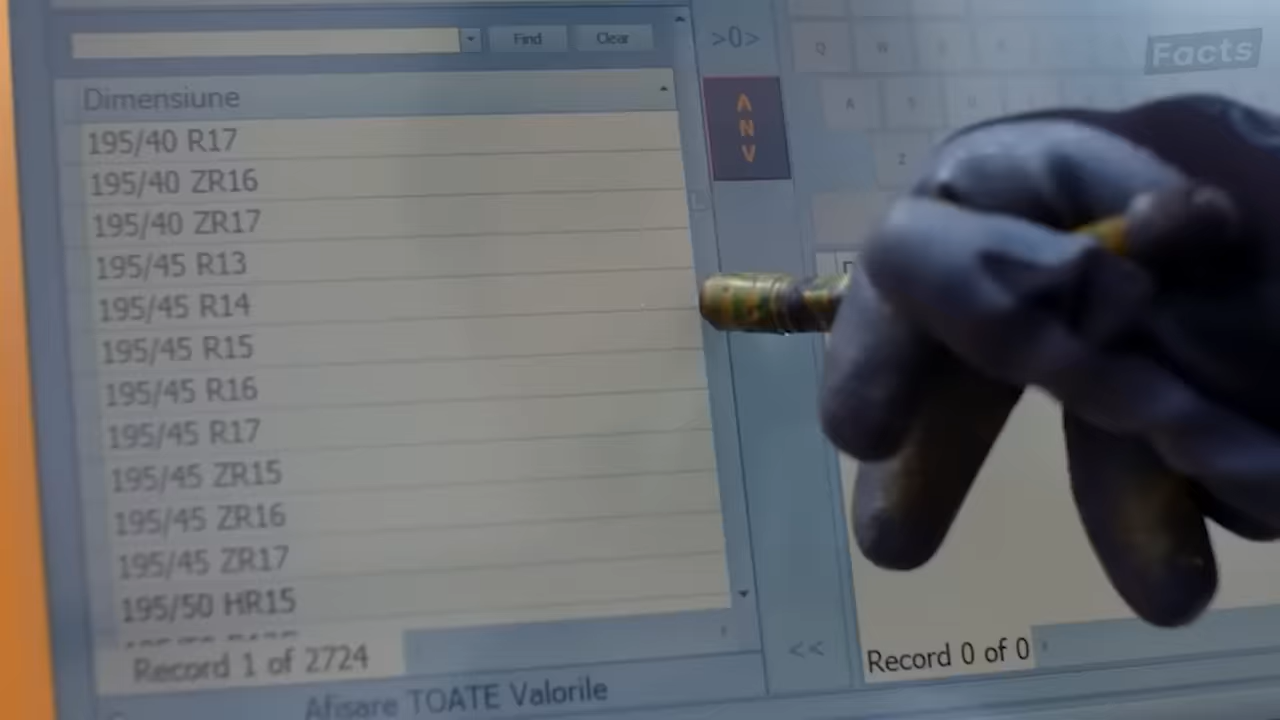 Find
Clear
>0>
Q
W
Facts
Dimensiune
A
N
V
A
S
Z
195/40 R17
195/40 ZR16
195/40 ZR17
195/45 R13
195/45 R14
195/45 R15
195/45 R16
195/45 R17
195/45 ZR15
195/45 ZR16
195/45 ZR17
195/50 HR15
Record 1 of 2724
<<
Record 0 of 0
Afisare TOATE Valorile